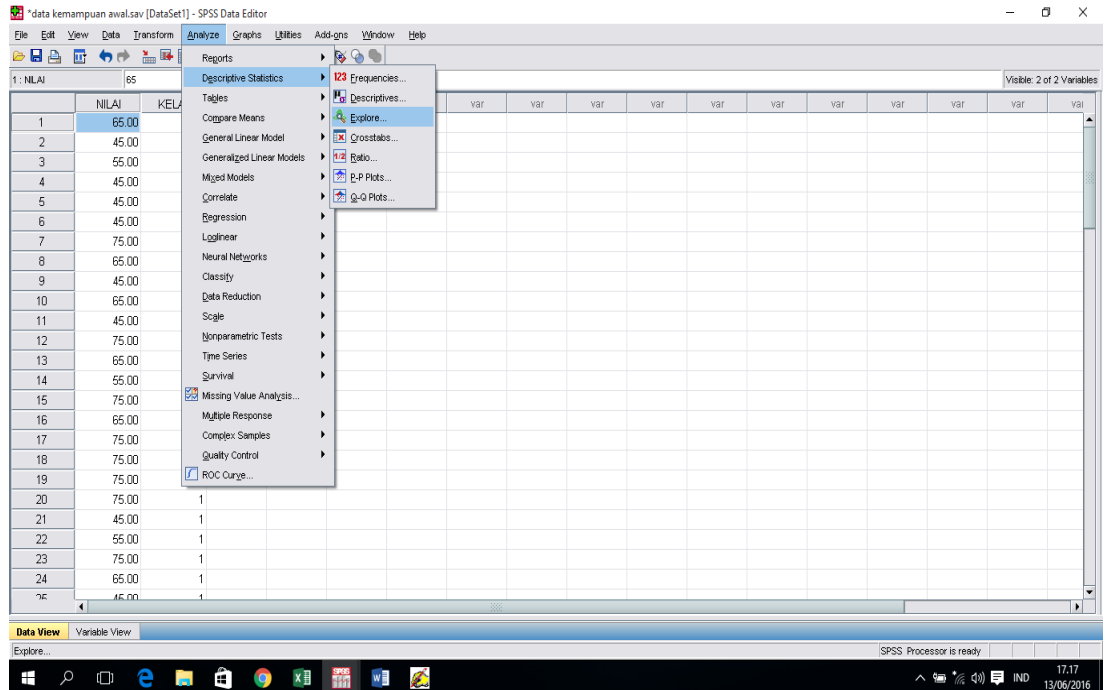 *data kemampuan awal.sav [DataSet1] - SPSS Data Editor
File Edit View Data Transform Analyze Graphs Utilities Add-ons Window Help
1 : NILAI 65 Visible: 2 of 2 Variables
NILAI KELA var var var var var var var var var var var
1 65.00
2 45.00
3 55.00
4 45.00
5 45.00
6 45.00
7 75.00
8 65.00
9 45.00
10 65.00
11 45.00
12 75.00
13 65.00
14 55.00
15 75.00
16 65.00
17 75.00
18 75.00
19 75.00
20 75.00 1
21 45.00 1
22 55.00 1
23 75.00 1
24 65.00 1
25 45.00 1
Reports
Descriptive Statistics
Tables
Compare Means
General Linear Model
Generalized Linear Models
Mixed Models
Correlate
Regression
Loglinear
Neural Networks
Classify
Data Reduction
Scale
Nonparametric Tests
Time Series
Survival
Missing Value Analysis...
Multiple Response
Complex Samples
Quality Control
ROC Curve...
123 Frequencies...
Descriptives...
Explore...
Crosstabs...
1/2 Ratio...
P-P Plots...
Q-Q Plots...
Data View Variable View
Explore... SPSS Processor is ready
SPSS
IND
17.17
13/06/2016